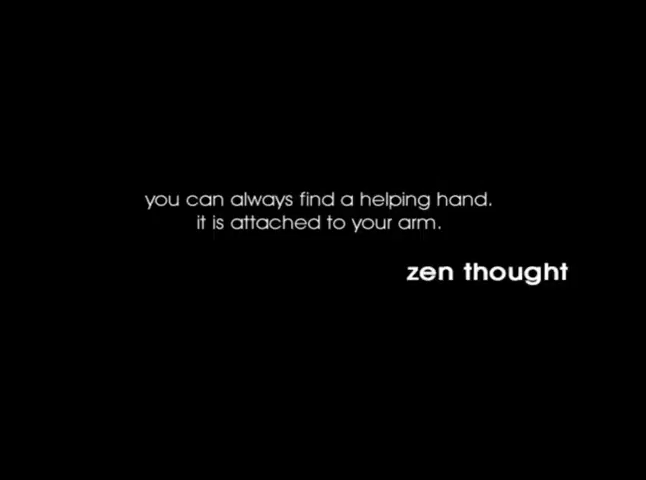 you can always find a helping hand.
it is attached to your arm.
zen thought